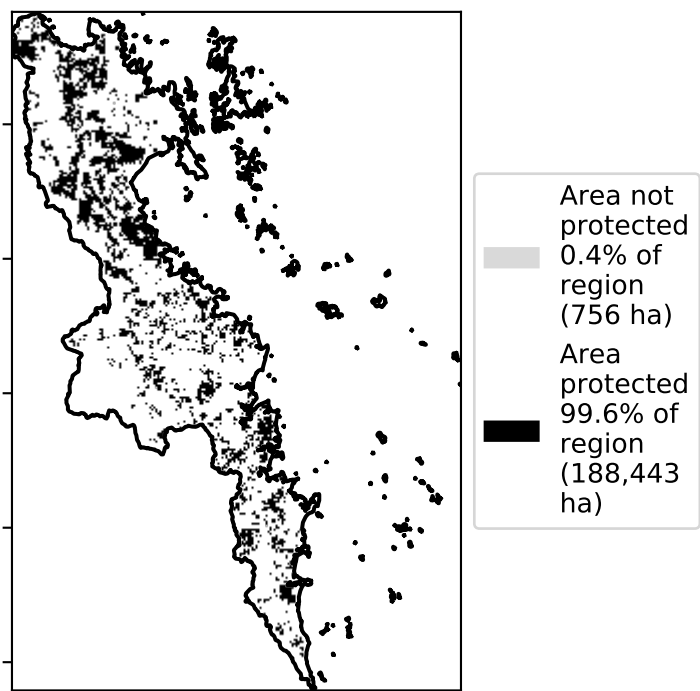 Area not
protected
0.4% of
region
(756 ha)
Area
protected
99.6% of
region
(188,443
ha)